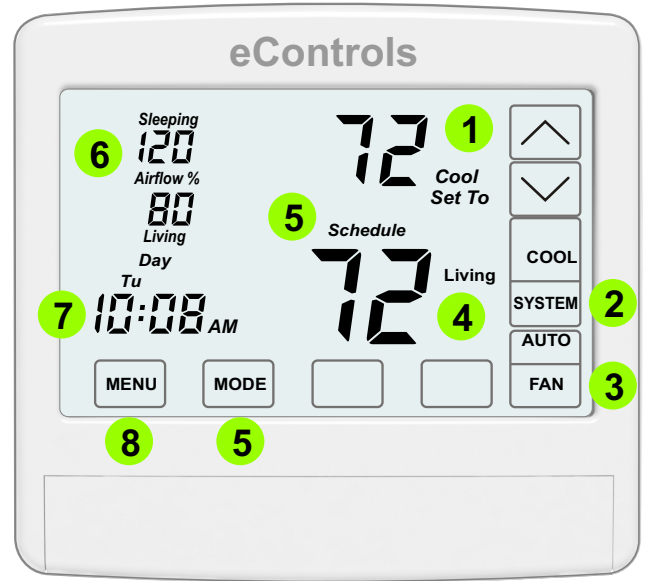 eControls
Sleeping
6
120
Airflow %
80
Living
Day
Tu
7
10:08 AM
72
1
Cool
Set To
5
Schedule
72
Living
4
COOL
SYSTEM
2
AUTO
FAN
3
MENU
MODE
8
5